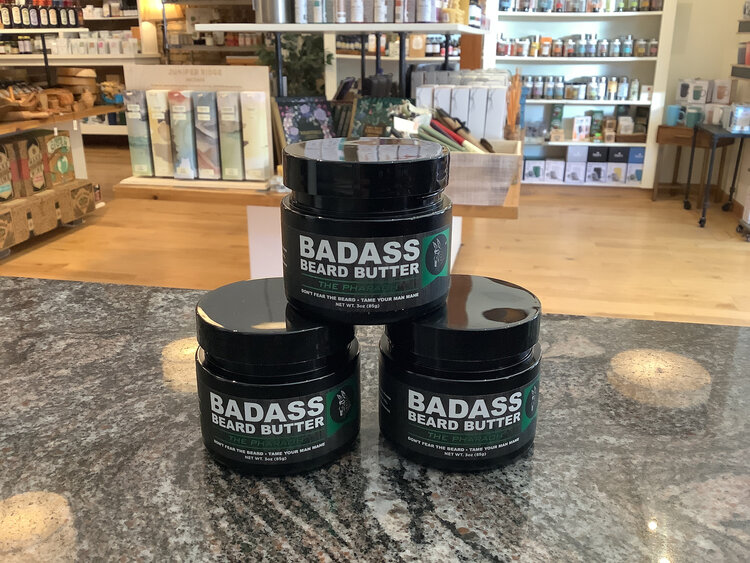 JUNIPER RIDGE
BADASS
BEARD BUTTER
THE PHARAOH
DON'T FEAR THE BEARD • TAME YOUR MAN MANE
NET WT. 3oz (85g)
BADASS
BEARD BUTTER
THE PHARAOH
DON'T FEAR THE BEARD • TAME YOUR MAN MANE
NET WT. 3oz (85g)
BADASS
BEARD BUTTER
THE PHARAOH
DON'T FEAR THE BEARD • TAME YOUR MAN MANE
NET WT. 3oz (85g)